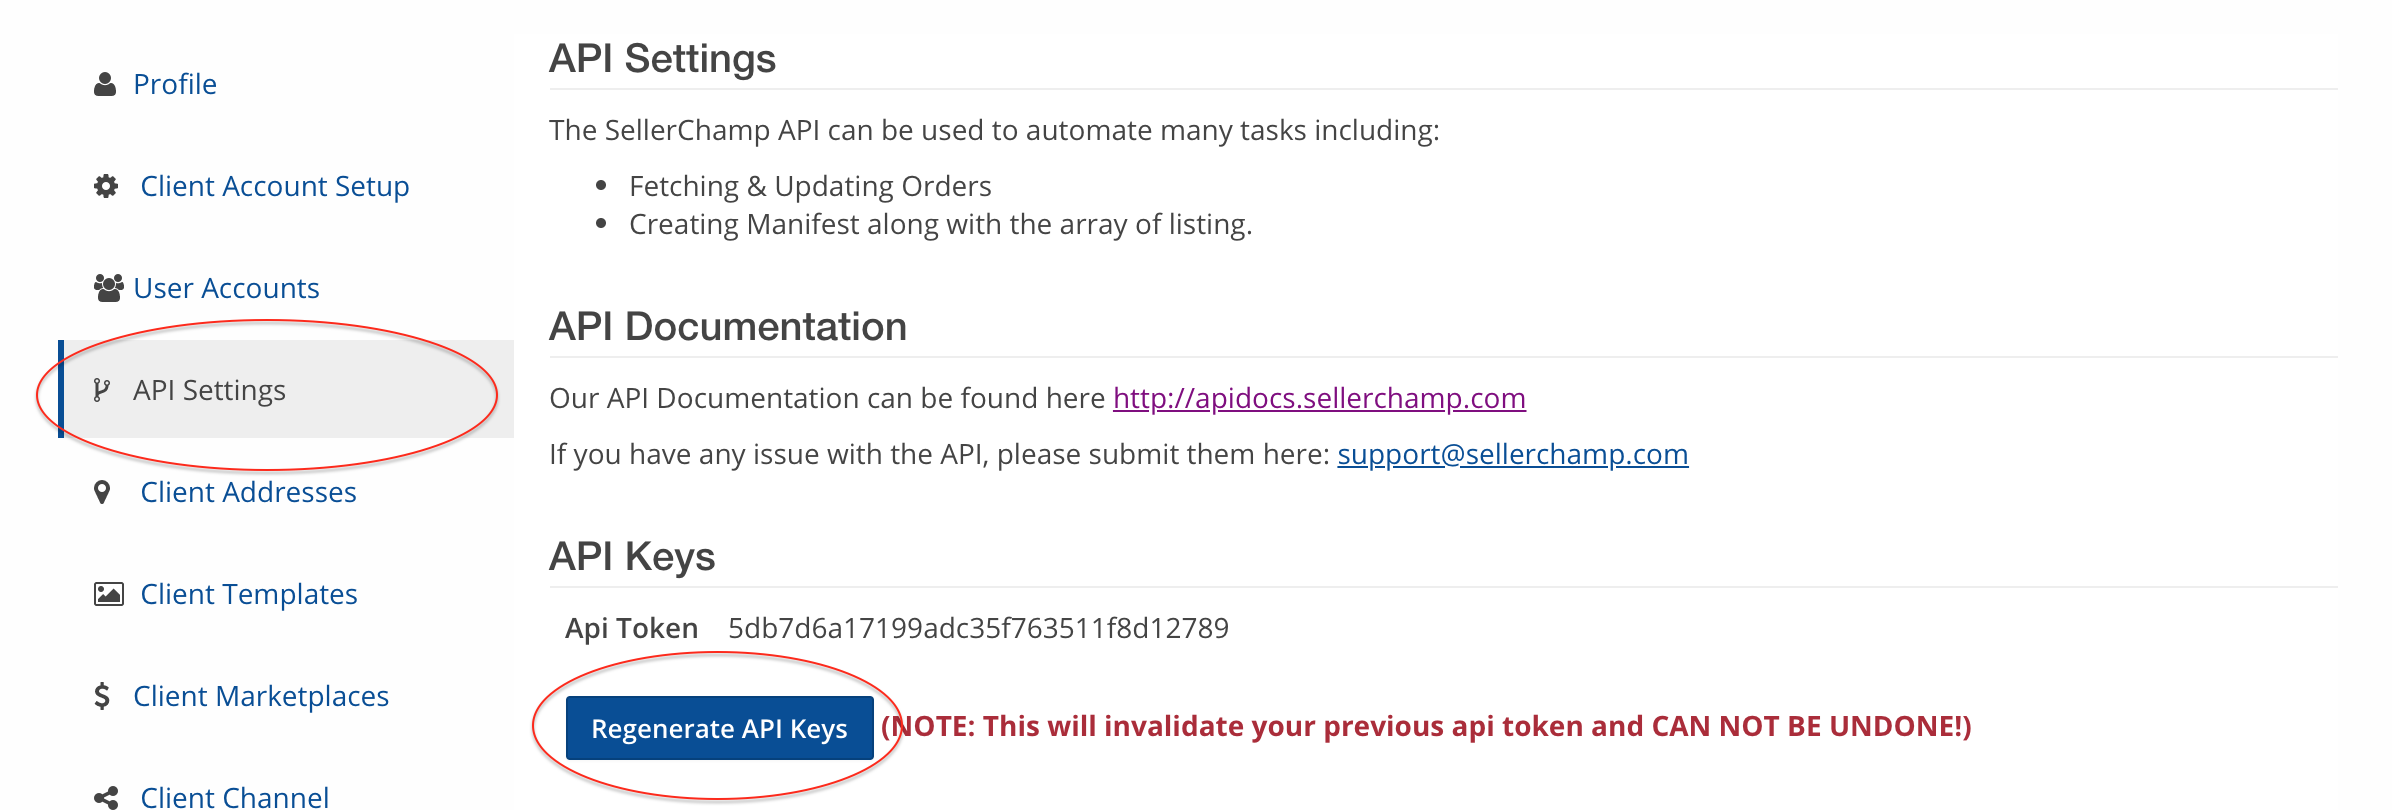 Profile
Client Account Setup
User Accounts
API Settings
Client Addresses
Client Templates
Client Marketplaces
Client Channel
API Settings
The SellerChamp API can be used to automate many tasks including:
Fetching & Updating Orders
Creating Manifest along with the array of listing.
API Documentation
Our API Documentation can be found here http://apidocs.sellerchamp.com
If you have any issue with the API, please submit them here: support@sellerchamp.com
API Keys
Api Token 5db7d6a17199adc35f763511f8d12789
Regenerate API Keys (NOTE: This will invalidate your previous api token and CAN NOT BE UNDONE!)